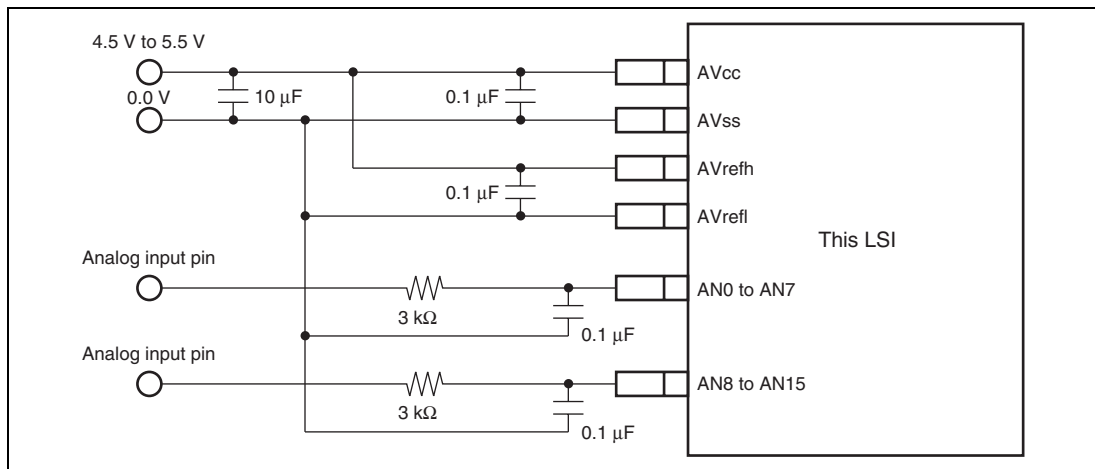 4.5 V to 5.5 V
0.0 V
10 μF
0.1 μF
AVcc
AVss
0.1 μF
AVrefh
AVrefl
This LSI
Analog input pin
3 kΩ
0.1 μF
AN0 to AN7
Analog input pin
3 kΩ
0.1 μF
AN8 to AN15